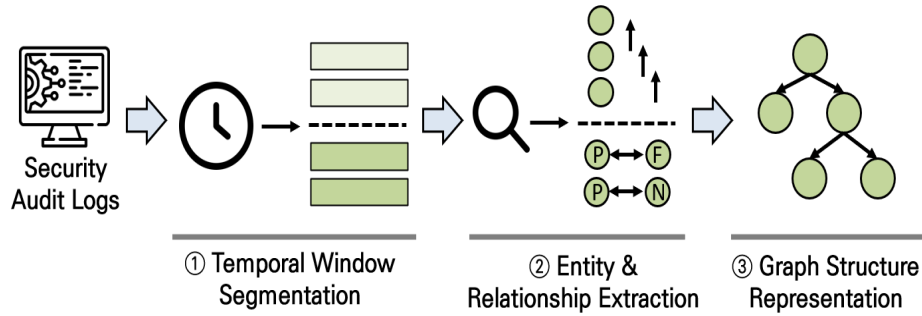 P F
P N
Security
Audit Logs
① Temporal Window
Segmentation
② Entity &
Relationship Extraction
③ Graph Structure
Representation